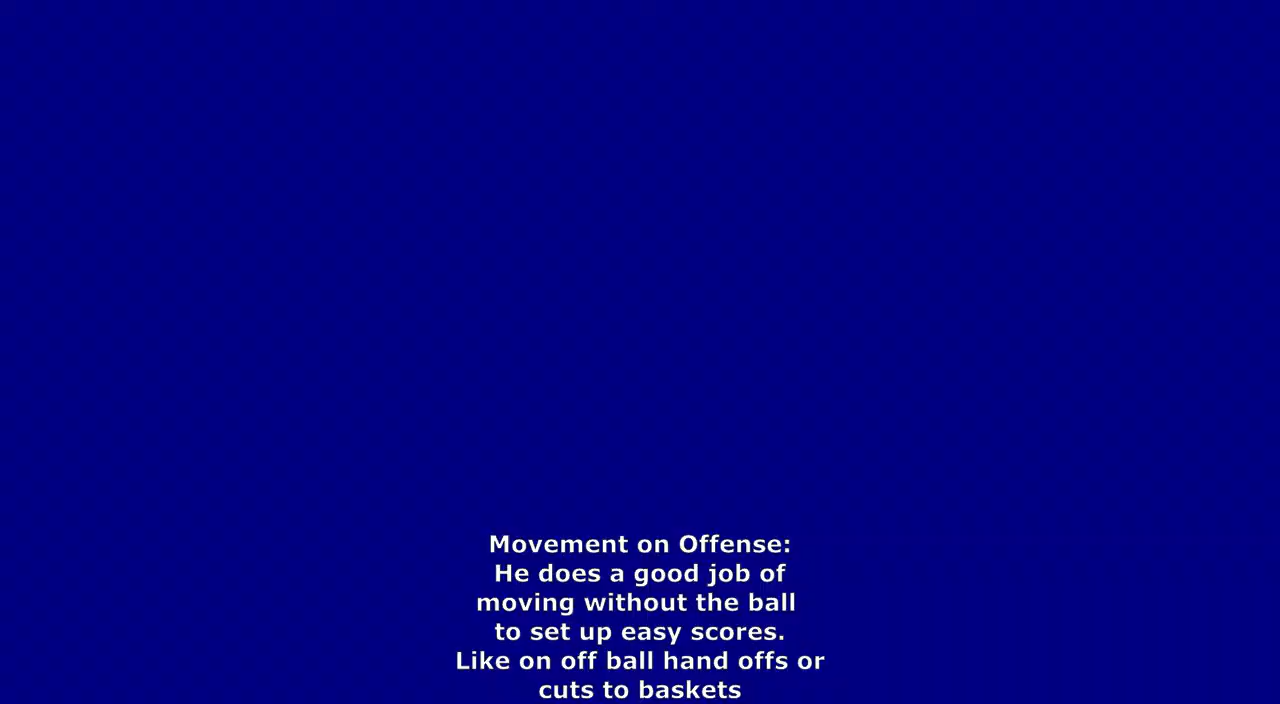 Movement on Offense:
He does a good job of
moving without the ball
to set up easy scores.
Like on off ball hand offs or
cuts to baskets